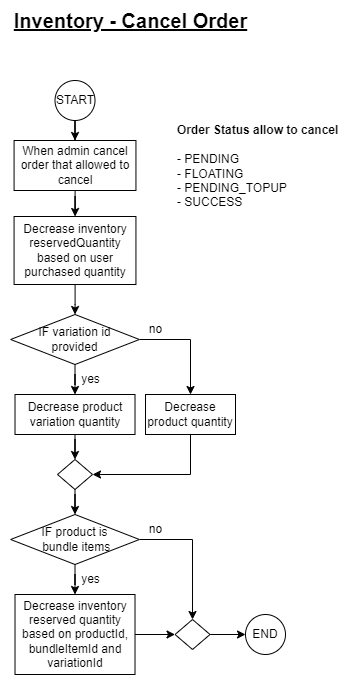 Inventory - Cancel Order
START
Order Status allow to cancel
- PENDING
- FLOATING
- PENDING_TOPUP
- SUCCESS
When admin cancel
order that allowed to
cancel
Decrease inventory
reservedQuantity
based on user
purchased quantity
IF variation id
provided
no
yes
Decrease product
variation quantity
Decrease
product quantity
IF product is
bundle items
no
yes
Decrease inventory
reserved quantity
based on productId,
bundleItemId and
variationId
END